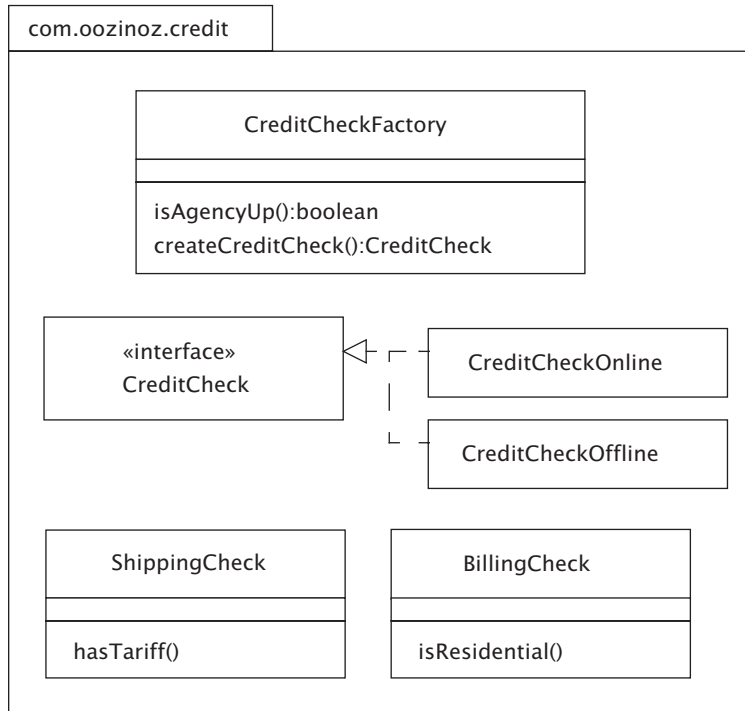 com.oozinoz.credit
CreditCheckFactory
isAgencyUp():boolean
createCreditCheck():CreditCheck
«interface»
CreditCheck
CreditCheckOnline
CreditCheckOffline
ShippingCheck
hasTariff()
BillingCheck
isResidential()